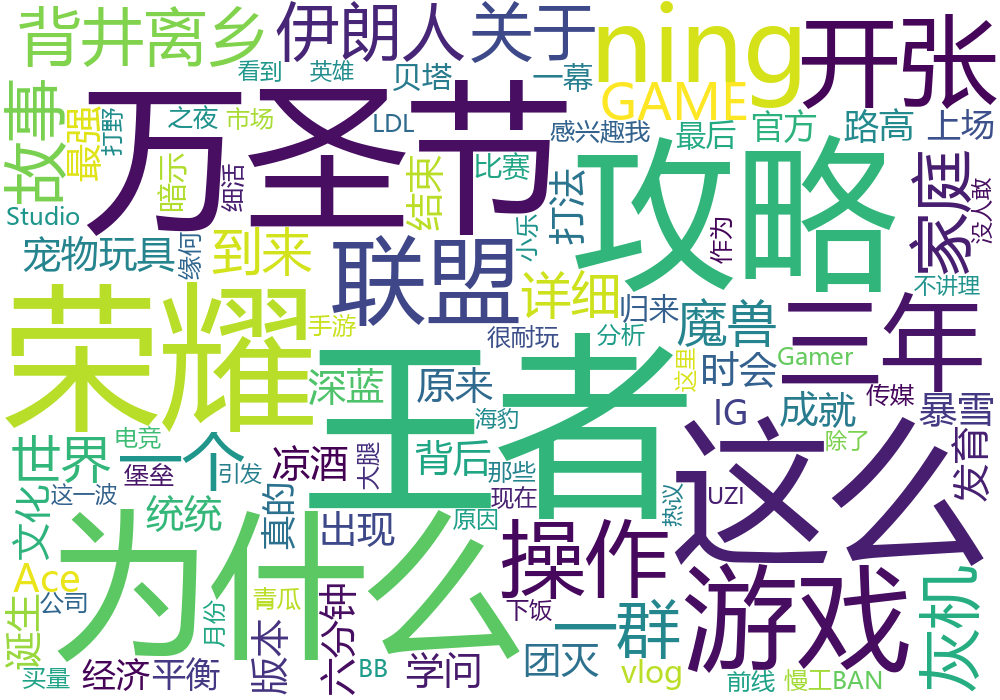 背井离乡
伊朗人
关于
ning
开张
看到
英雄
贝塔
一幕
GAME
故事
最强
打野
之夜
市场
万圣节
LDL
感兴趣我
最后
官方
路高
上场
暗示
细活
结束
比赛
打法
攻略
家庭
没人敢
Studio
宠物玩具
缘何
到来
联盟
小乐
作为
详细
归来
魔兽
三年
不讲理
荣耀
手游
很耐玩
分析
这里
时会
Gamer
深蓝
原来
王者
海豹
IG
成就
传媒
暴雪
世界
电竞
一个
堡垒
引发
凉酒
大腿
背后
那些
这么
除了
发育
这一波
现在
UZI
热议
文化
统统
真的
出现
原因
为什么
操作
游戏
灰机
Ace
诞生
公司
月份
青瓜
六分钟
下饭
一群
买量
经济
平衡
版本
BB
学问
团灭
vlog
前线
慢工BAN